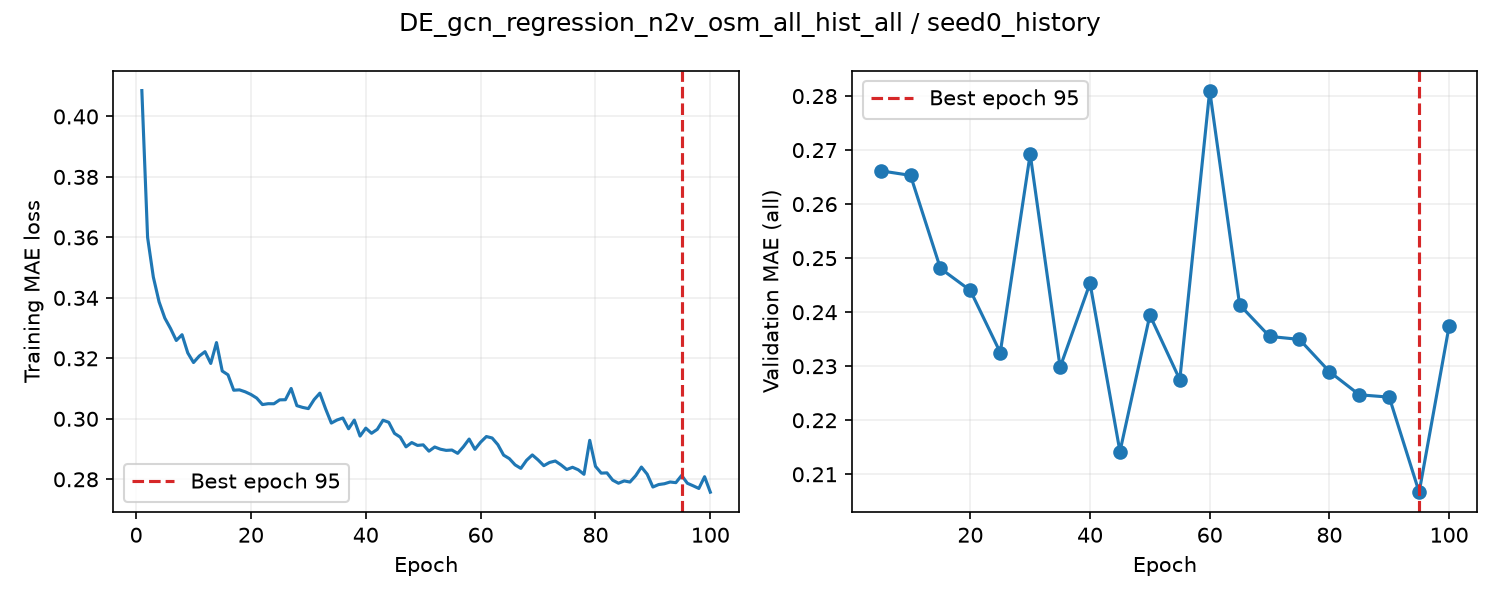 DE_gcn_regression_n2v_osm_all_hist_all / seed0_history
Training MAE loss
0.40
0.38
0.36
0.34
0.32
0.30
0.28
Best epoch 95
0 20 40 60 80 100
Epoch
Validation MAE (all)
0.28
0.27
0.26
0.25
0.24
0.23
0.22
0.21
Best epoch 95
20 40 60 80 100
Epoch